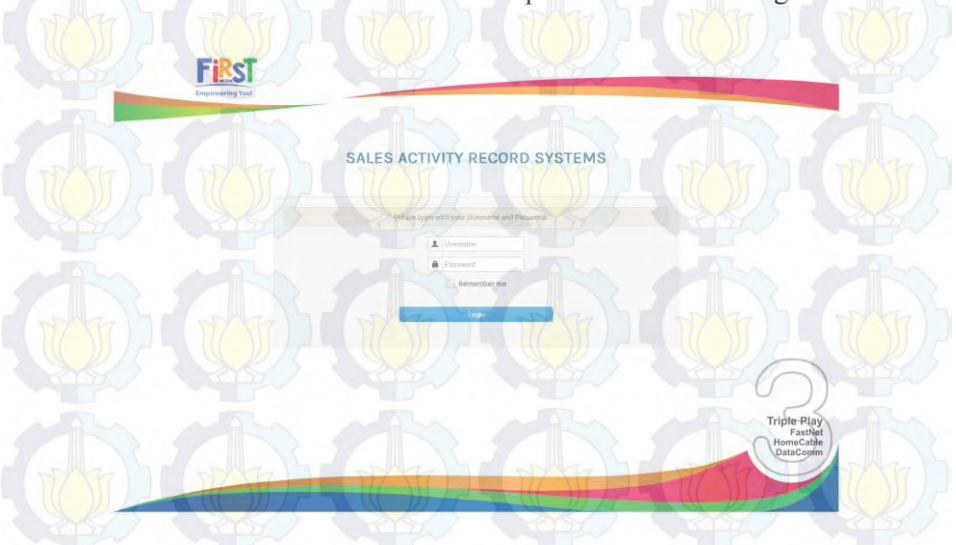 FiRST
Empowering You!
SALES ACTIVITY RECORD SYSTEMS
Please login with your Username and Password.
Username
Password
Remember me
Login
Triple Play
FastNet
HomeCable
DataComm
3